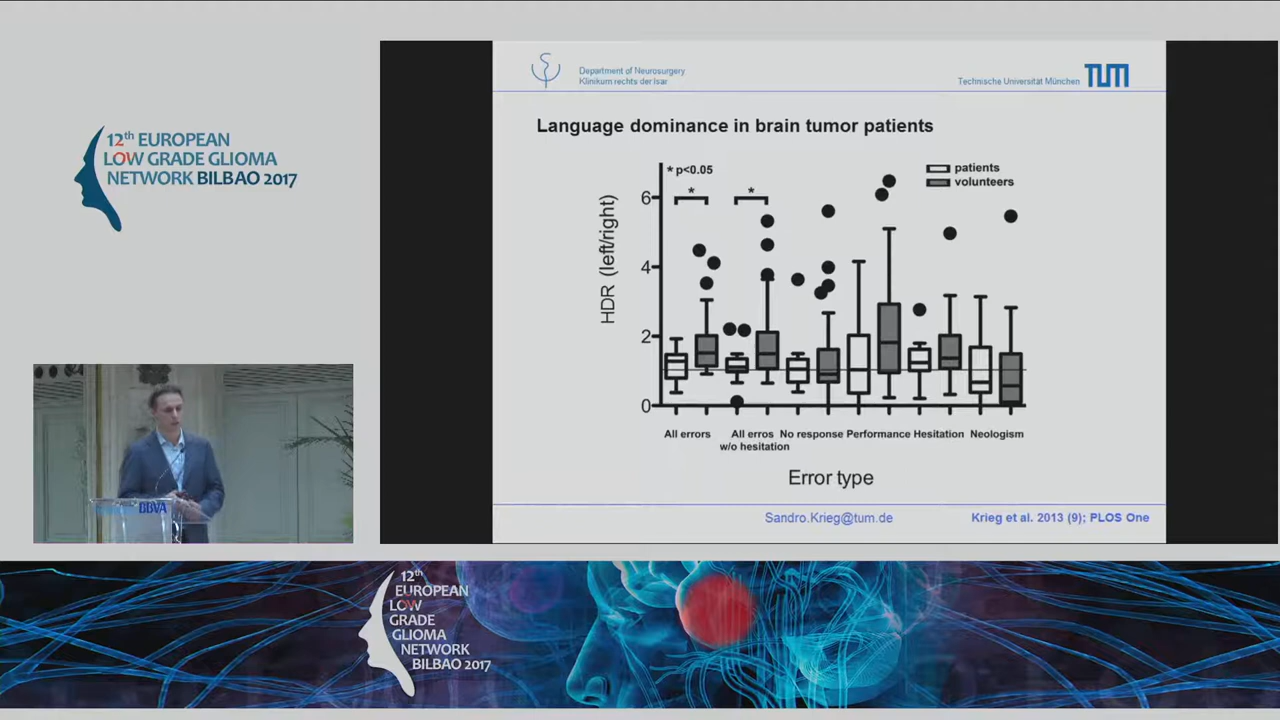 12th EUROPEAN
LOW GRADE GLIOMA
NETWORK BILBAO 2017
BBVA
Department of Neurosurgery
Klinikum rechts der Isar
Technische Universität München
TUM
Language dominance in brain tumor patients
* p<0.05
patients
volunteers
*
*
HDR (left/right)
6
4
2
0
All errors
All erros
w/o hesitation
No response
Performance
Hesitation
Neologism
Error type
Sandro.Krieg@tum.de
Krieg et al. 2013 (9); PLOS One
12th
EUROPEAN
LOW
GRADE
GLIOMA
NETWORK
BILBAO 2017